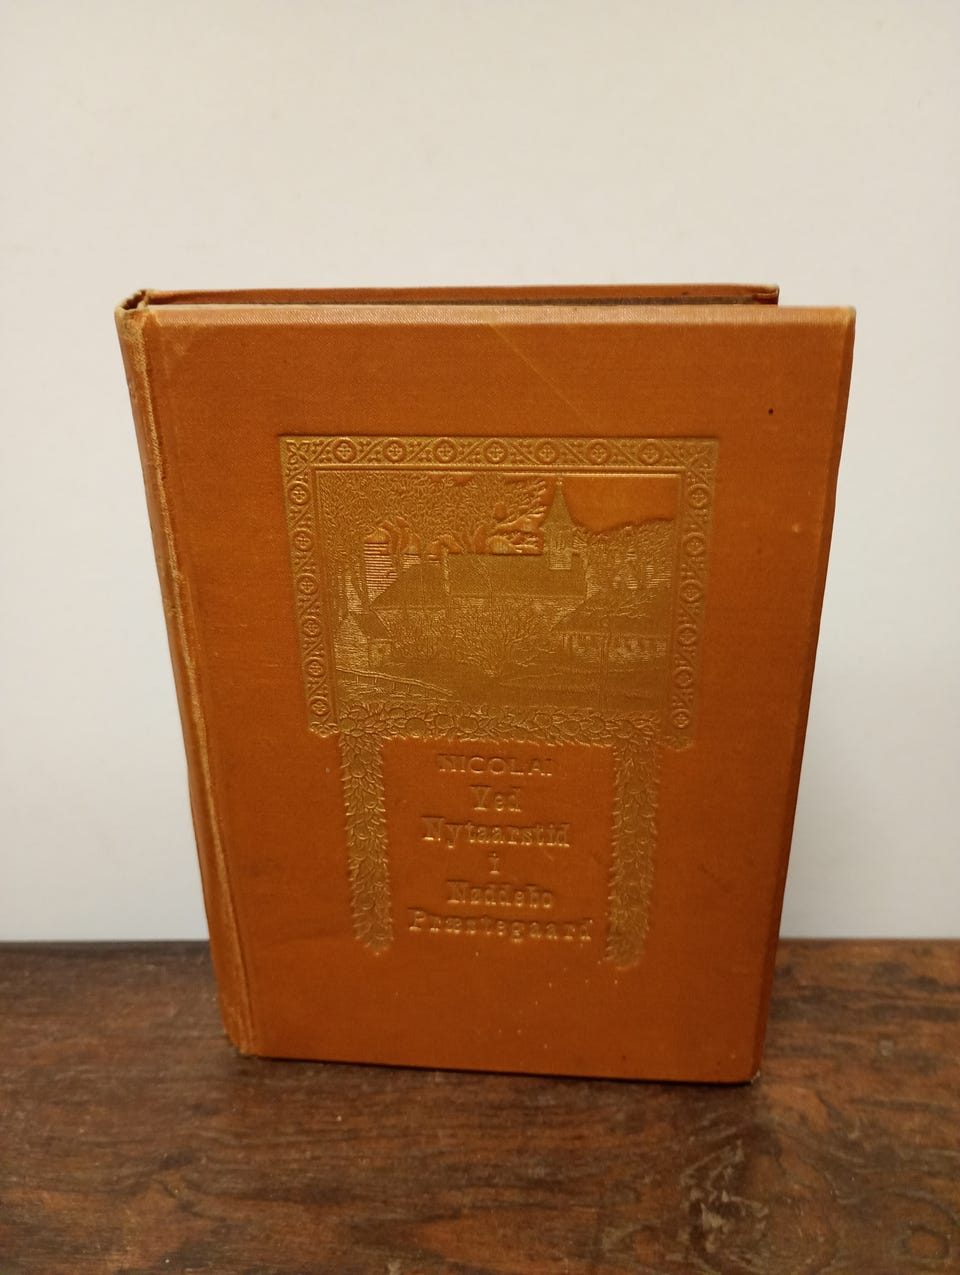 NICOLAI
Ved
Nytaarstid
i
Nøddebo
Præstegaard